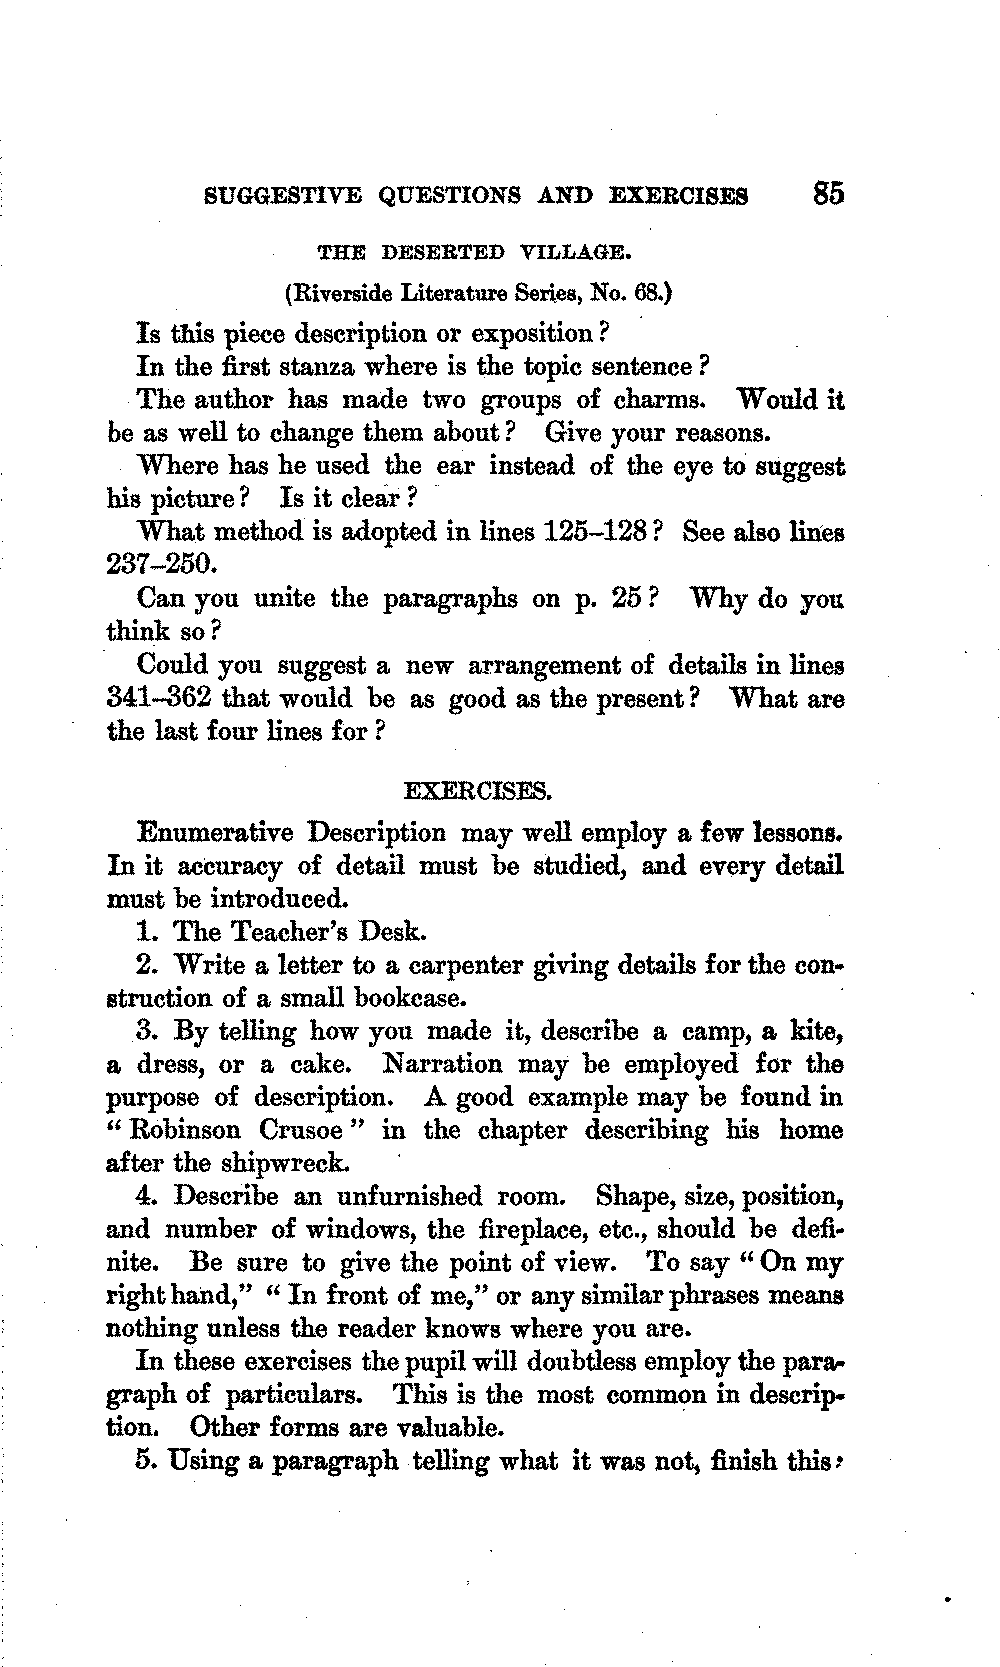 SUGGESTIVE QUESTIONS AND EXERCISES 85
THE DESERTED VILLAGE.
(Riverside Literature Series, No. 68.)
Is this piece description or exposition?
In the first stanza where is the topic sentence?
The author has made two groups of charms. Would it
be as well to change them about? Give your reasons.
Where has he used the ear instead of the eye to suggest
his picture? Is it clear?
What method is adopted in lines 125–128? See also lines
237–250.
Can you unite the paragraphs on p. 25? Why do you
think so?
Could you suggest a new arrangement of details in lines
341–362 that would be as good as the present? What are
the last four lines for?
EXERCISES.
Enumerative Description may well employ a few lessons.
In it accuracy of detail must be studied, and every detail
must be introduced.
1. The Teacher's Desk.
2. Write a letter to a carpenter giving details for the con-
struction of a small bookcase.
3. By telling how you made it, describe a camp, a kite,
a dress, or a cake. Narration may be employed for the
purpose of description. A good example may be found in
"Robinson Crusoe" in the chapter describing his home
after the shipwreck.
4. Describe an unfurnished room. Shape, size, position,
and number of windows, the fireplace, etc., should be defi-
nite. Be sure to give the point of view. To say "On my
right hand," "In front of me," or any similar phrases means
nothing unless the reader knows where you are.
In these exercises the pupil will doubtless employ the para-
graph of particulars. This is the most common in descrip-
tion. Other forms are valuable.
5. Using a paragraph telling what it was not, finish this: